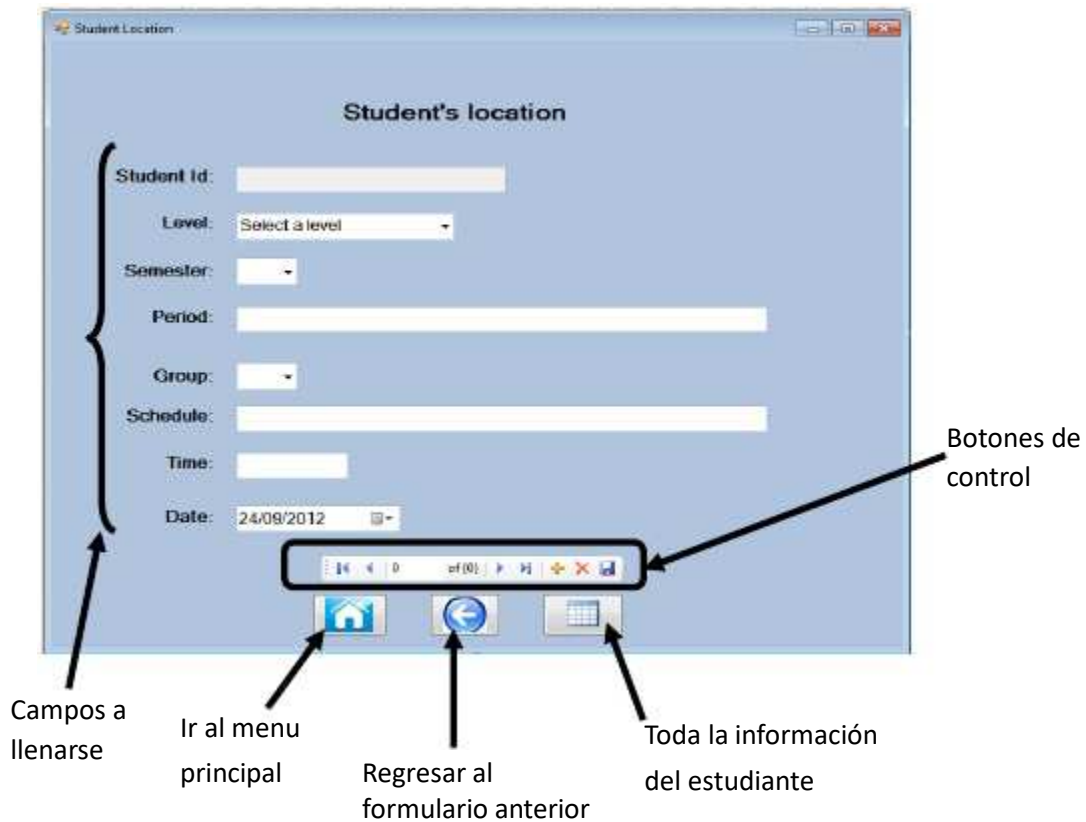 Student Location
Student's location
Student Id:
Level: Select a level
Semester:
Period:
Group:
Schedule:
Time:
Date: 24/09/2012
0 of {0}
Botones de
control
Campos a
llenarse
Ir al menu
principal
Regresar al
formulario anterior
Toda la información
del estudiante